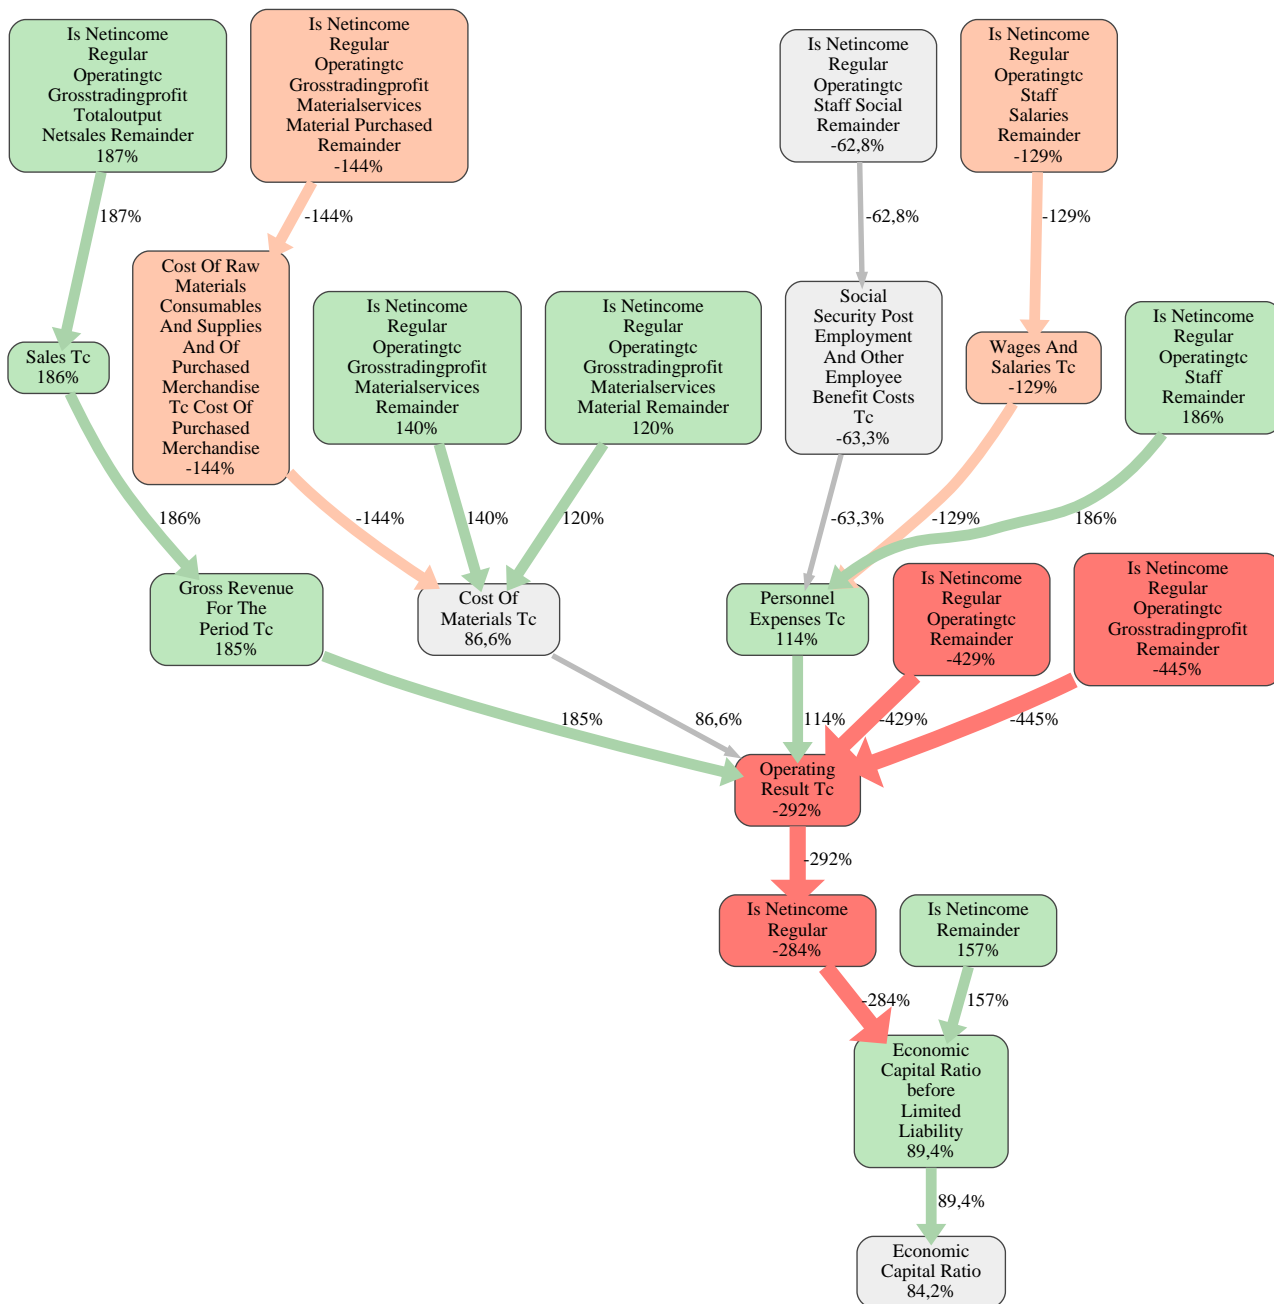 Is Netincome
Regular
Operatingtc
Grosstradingprofit
Totaloutput
Netsales Remainder
187%
Is Netincome
Regular
Operatingtc
Grosstradingprofit
Materialservices
Material Purchased
Remainder
-144%
Is Netincome
Regular
Operatingtc
Staff Social
Remainder
-62,8%
Is Netincome
Regular
Operatingtc
Staff
Salaries
Remainder
-129%
187%
-144%
-62,8%
-129%
Sales Tc
186%
Cost Of Raw
Materials
Consumables
And Supplies
And Of
Purchased
Merchandise
Tc Cost Of
Purchased
Merchandise
-144%
Is Netincome
Regular
Operatingtc
Grosstradingprofit
Materialservices
Remainder
140%
Is Netincome
Regular
Operatingtc
Grosstradingprofit
Materialservices
Material Remainder
120%
Social
Security Post
Employment
And Other
Employee
Benefit Costs
Tc
-63,3%
Wages And
Salaries Tc
-129%
Is Netincome
Regular
Operatingtc
Staff
Remainder
186%
186%
-144%
140%
120%
-63,3%
-129%
186%
Gross Revenue
For The
Period Tc
185%
Cost Of
Materials Tc
86,6%
Personnel
Expenses Tc
114%
Is Netincome
Regular
Operatingtc
Remainder
-429%
Is Netincome
Regular
Operatingtc
Grosstradingprofit
Remainder
-445%
185%
86,6%
114%
-429%
-445%
Operating
Result Tc
-292%
-292%
Is Netincome
Regular
-284%
Is Netincome
Remainder
157%
-284%
157%
Economic
Capital Ratio
before
Limited
Liability
89,4%
89,4%
Economic
Capital Ratio
84,2%